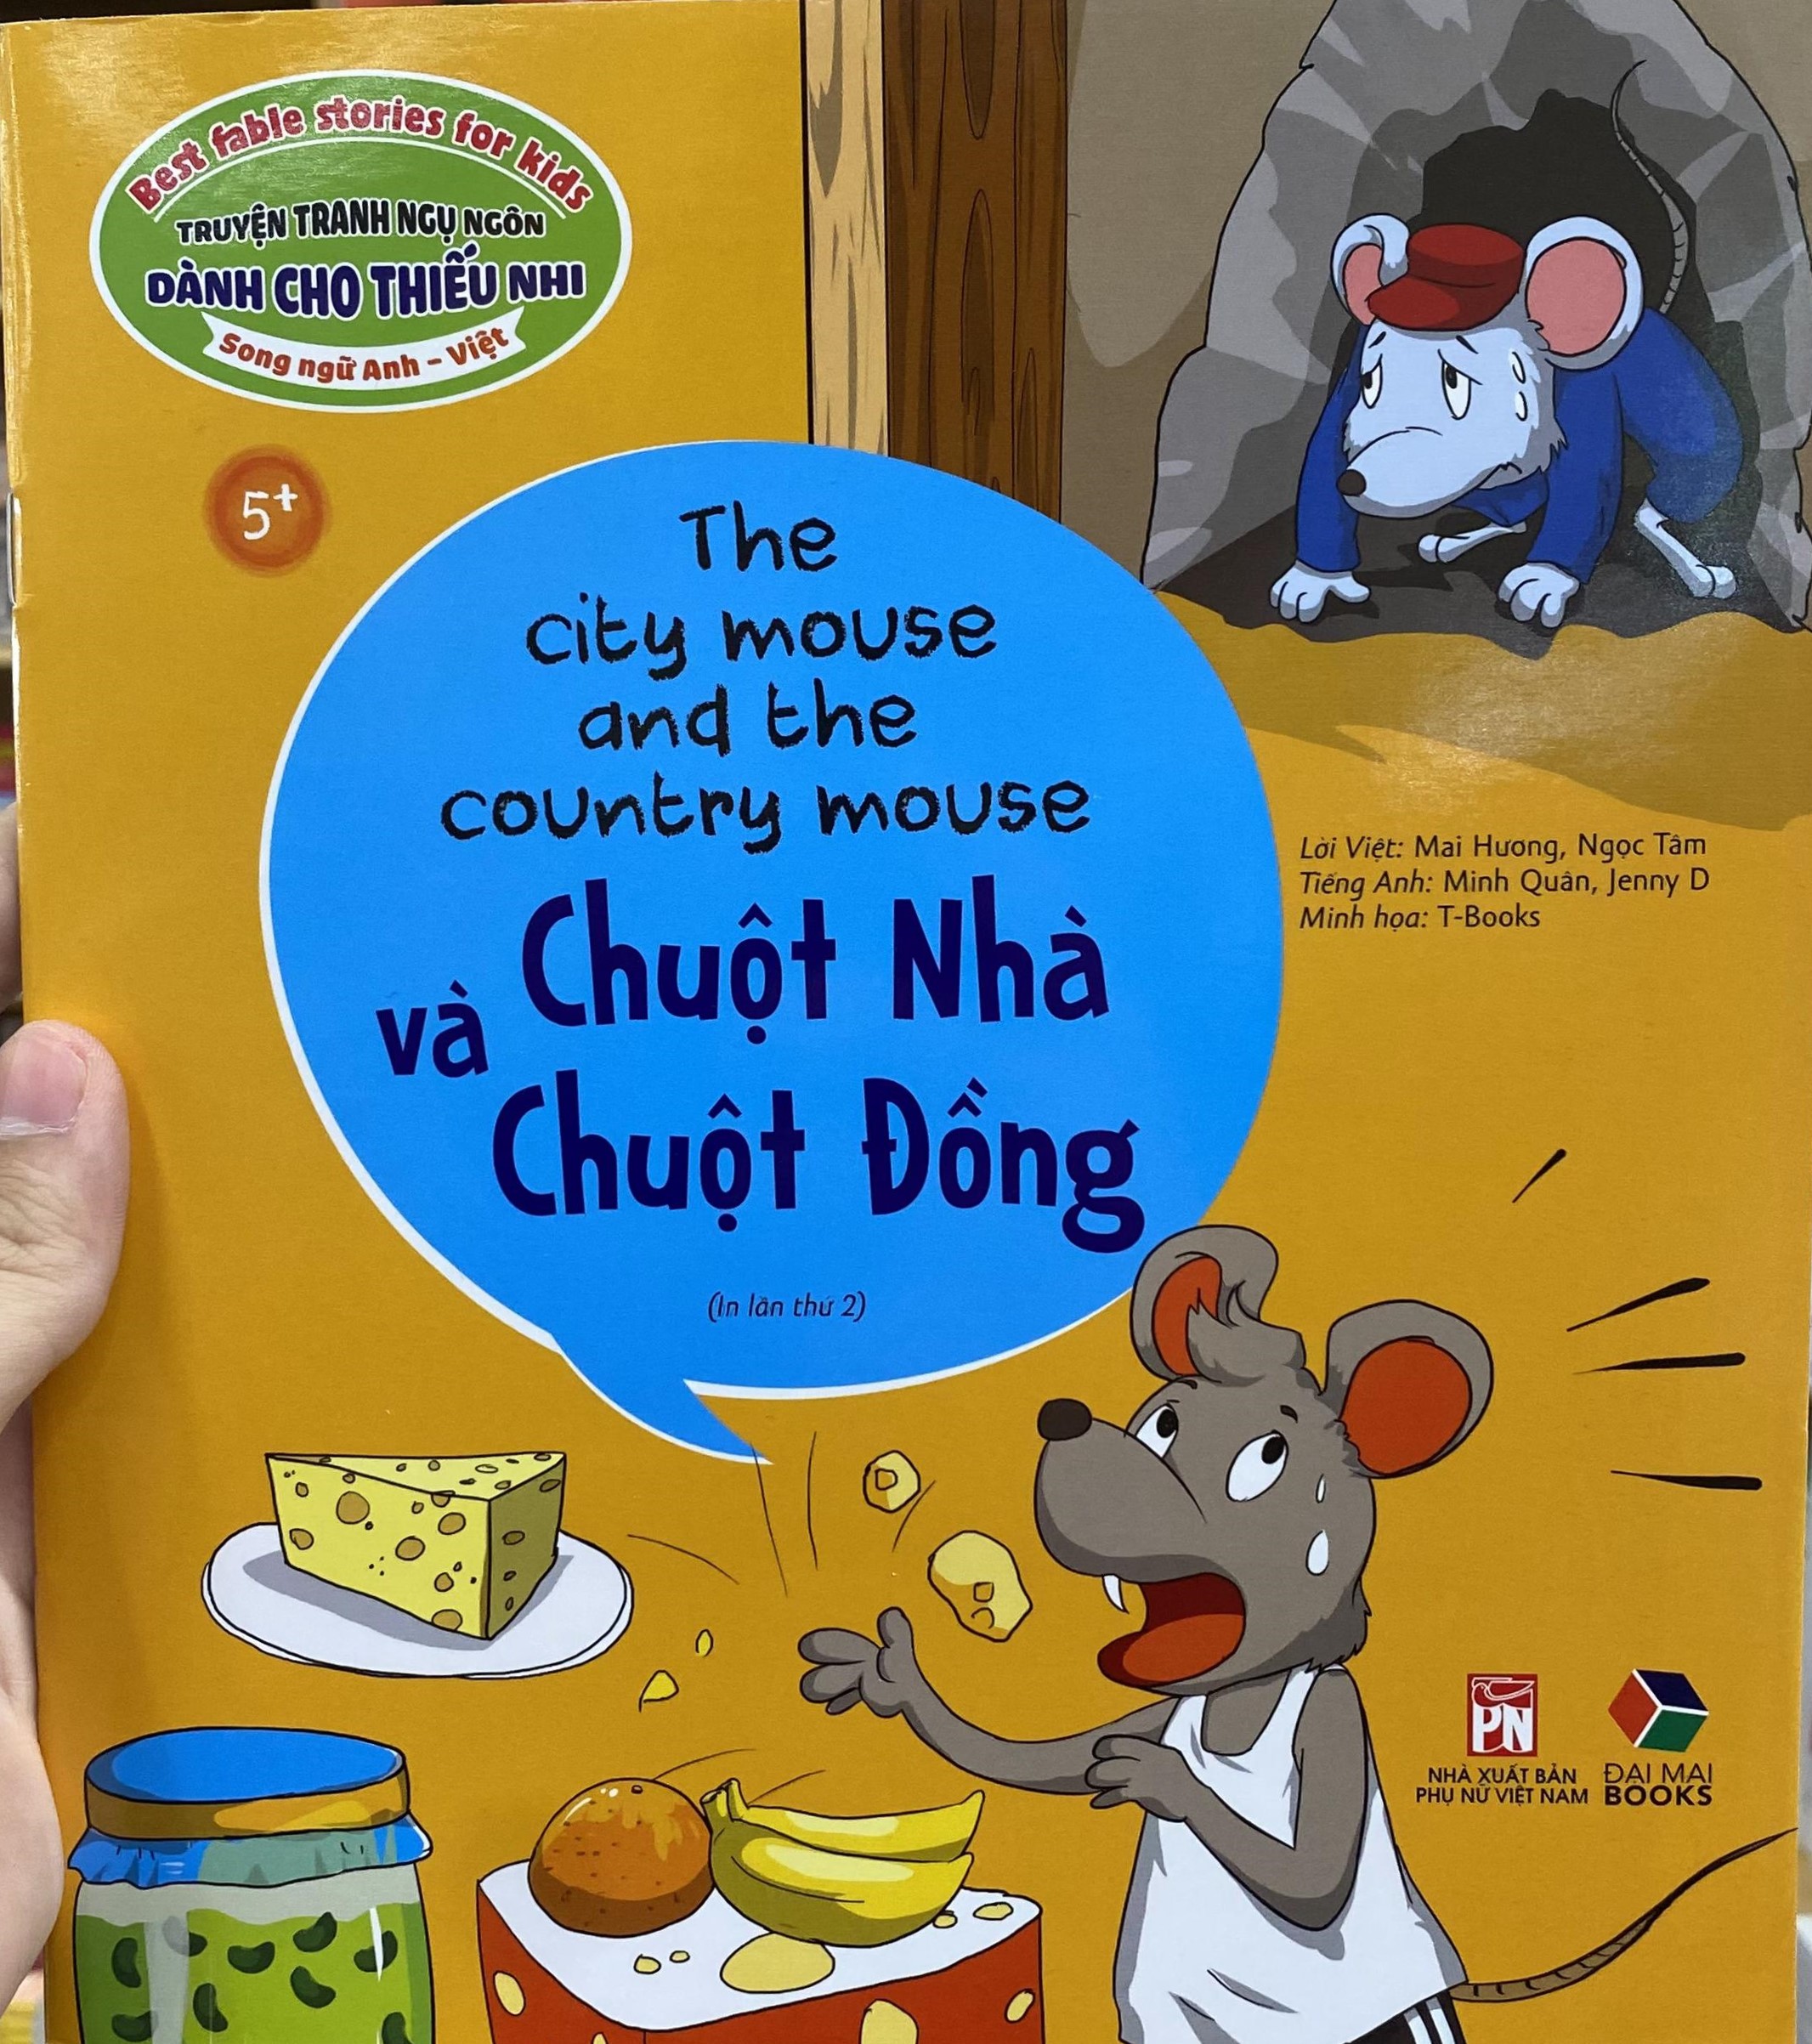 Best fable stories for kids
TRUYỆN TRANH NGỤ NGÔN
DÀNH CHO THIẾU NHI
Song ngữ Anh - Việt
5+
The
city mouse
and the
country mouse
Chuột Nhà
và
Chuột Đồng
(In lần thứ 2)
Lời Việt: Mai Hương, Ngọc Tâm
Tiếng Anh: Minh Quân, Jenny D
Minh họa: T-Books
PN
NHÀ XUẤT BẢN
PHỤ NỮ VIỆT NAM
ĐẠI MAI
BOOKS